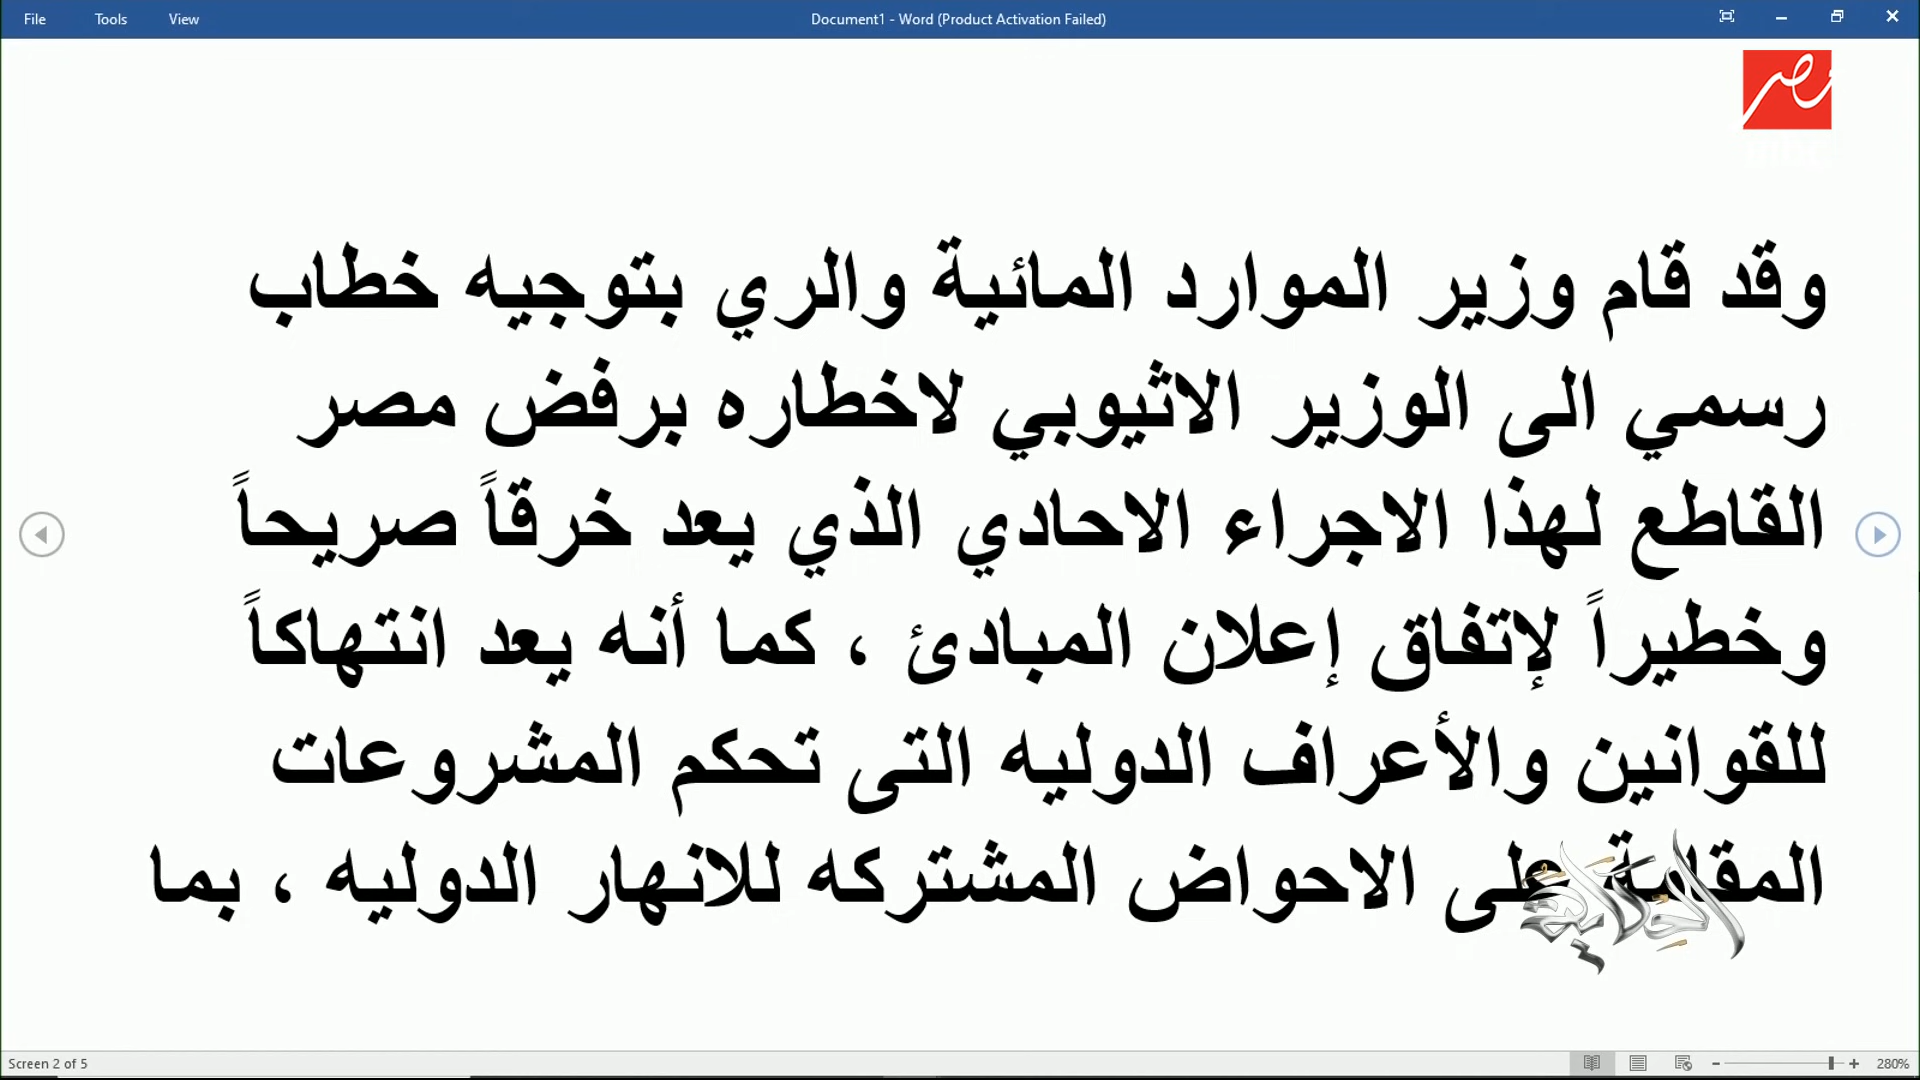 File Tools View Document1 - Word (Product Activation Failed)
مصر
وقد قام وزير الموارد المائية والري بتوجيه خطاب
رسمي الى الوزير الاثيوبي لاخطاره برفض مصر
القاطع لهذا الاجراء الاحادي الذي يعد خرقاً صريحاً
وخطيراً لإتفاق إعلان المبادئ ، كما أنه يعد انتهاكاً
للقوانين والأعراف الدوليه التى تحكم المشروعات
المقامة على الاحواض المشتركه للانهار الدوليه ، بما
الحكاية
Screen 2 of 5 280%